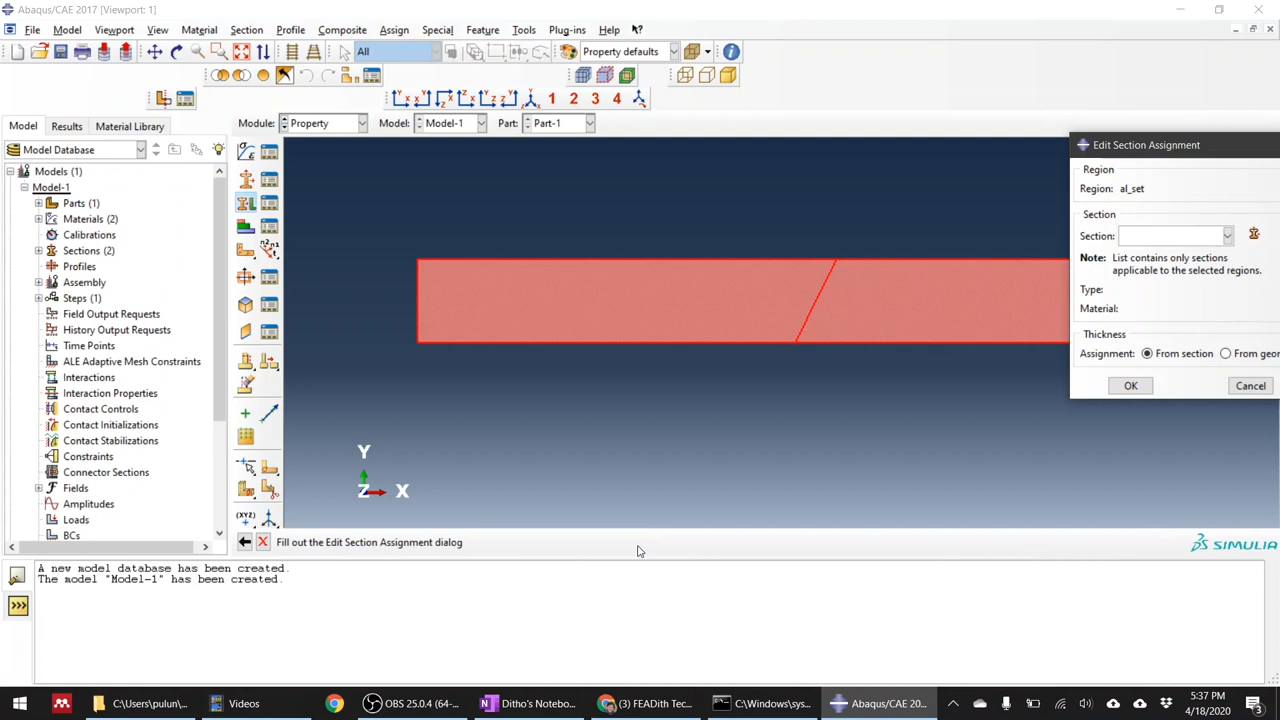 Abaqus/CAE 2017 [Viewport: 1]
File Model Viewport View Material Section Profile Composite Assign Special Feature Tools Plug-ins Help
All Property defaults
1 2 3 4
Model Results Material Library Module: Property Model: Model-1 Part: Part-1
Model Database
Models (1)
Model-1
Parts (1)
Materials (2)
Calibrations
Sections (2)
Profiles
Assembly
Steps (1)
Field Output Requests
History Output Requests
Time Points
ALE Adaptive Mesh Constraints
Interactions
Interaction Properties
Contact Controls
Contact Initializations
Contact Stabilizations
Constraints
Connector Sections
Fields
Amplitudes
Loads
BCs
(XYZ)
Y
Z X
Edit Section Assignment
Region
Region: al_set
Section
Section:
Note: List contains only sections
applicable to the selected regions.
Type:
Material:
Thickness
Assignment: From section From geor
OK Cancel
Fill out the Edit Section Assignment dialog
SIMULIA
A new model database has been created.
The model "Model-1" has been created.
>>>
C:\Users\pulun\... Videos OBS 25.0.4 (64-... Ditho's Notebo... (3) FEADith Tec... C:\Windows\sys... Abaqus/CAE 20...
5:37 PM
4/18/2020
3